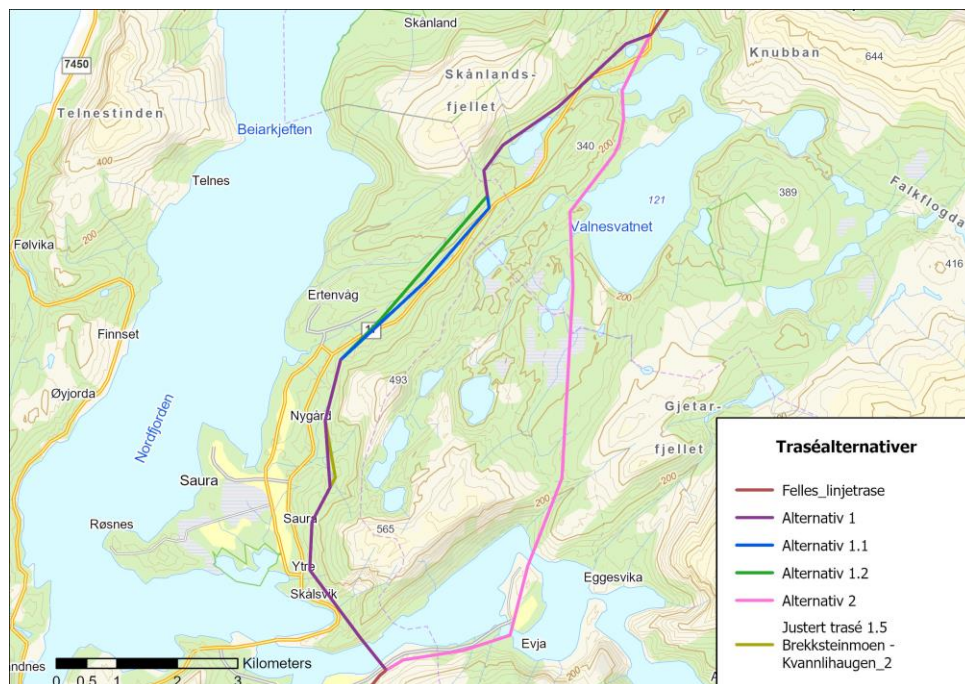 Skånland
7450
Knubban
644
Skånlands-
fjellet
Telnestinden
Beiarkjeften
400
340
200
Telnes
121
389
Falkflogda
Valnesvatnet
Følvika
200
416
Ertenvåg
200
200
17
Finnset
Øyjorda
493
Nygård
Gjetar-
fjellet
Nordfjorden
Saura
200
Røsnes
Saura
565
Ytre
Skålsvik
Eggesvika
Evja
andnes
0 0.5 1 2 3
Kilometers
Traséalternativer
Felles_linjetrase
Alternativ 1
Alternativ 1.1
Alternativ 1.2
Alternativ 2
Justert trasé 1.5
Brekksteinmoen -
Kvannlihaugen_2